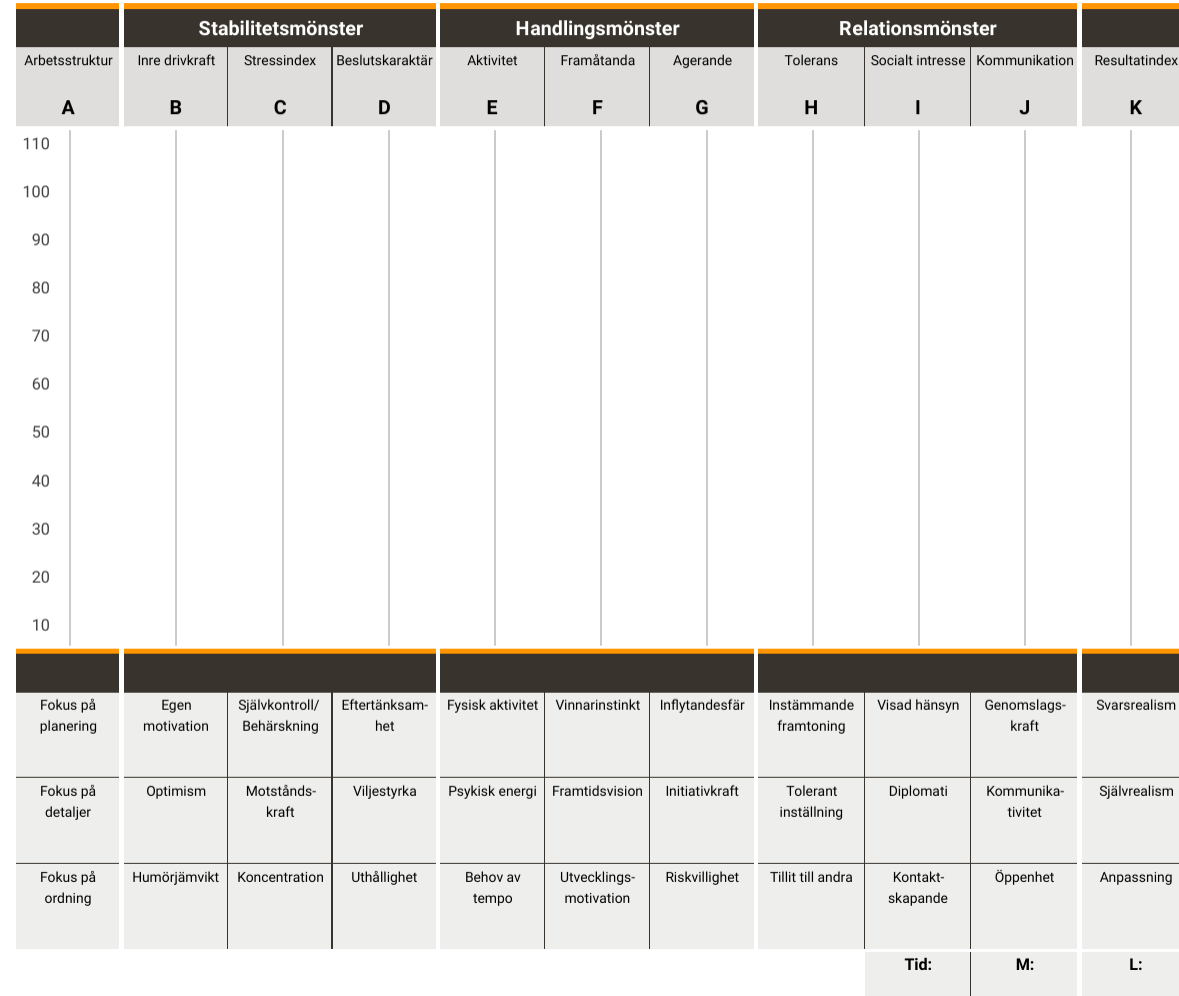 Stabilitetsmönster Handlingsmönster Relationsmönster
Arbetsstruktur Inre drivkraft Stressindex Beslutskaraktär Aktivitet Framåtanda Agerande Tolerans Socialt intresse Kommunikation Resultatindex
A B C D E F G H I J K
110
100
90
80
70
60
50
40
30
20
10
Fokus på Egen Självkontroll/ Eftertänksam- Fysisk aktivitet Vinnarinstinkt Inflytandesfär Instämmande Visad hänsyn Genomslags- Svarsrealism
planering motivation Behärskning het framtoning kraft
Fokus på Optimism Motstånds- Viljestyrka Psykisk energi Framtidsvision Initiativkraft Tolerant Diplomati Kommunika- Självrealism
detaljer kraft inställning tivitet
Fokus på Humörjämvikt Koncentration Uthållighet Behov av Utvecklings- Riskvillighet Tillit till andra Kontakt- Öppenhet Anpassning
ordning tempo motivation skapande
Tid: M: L: